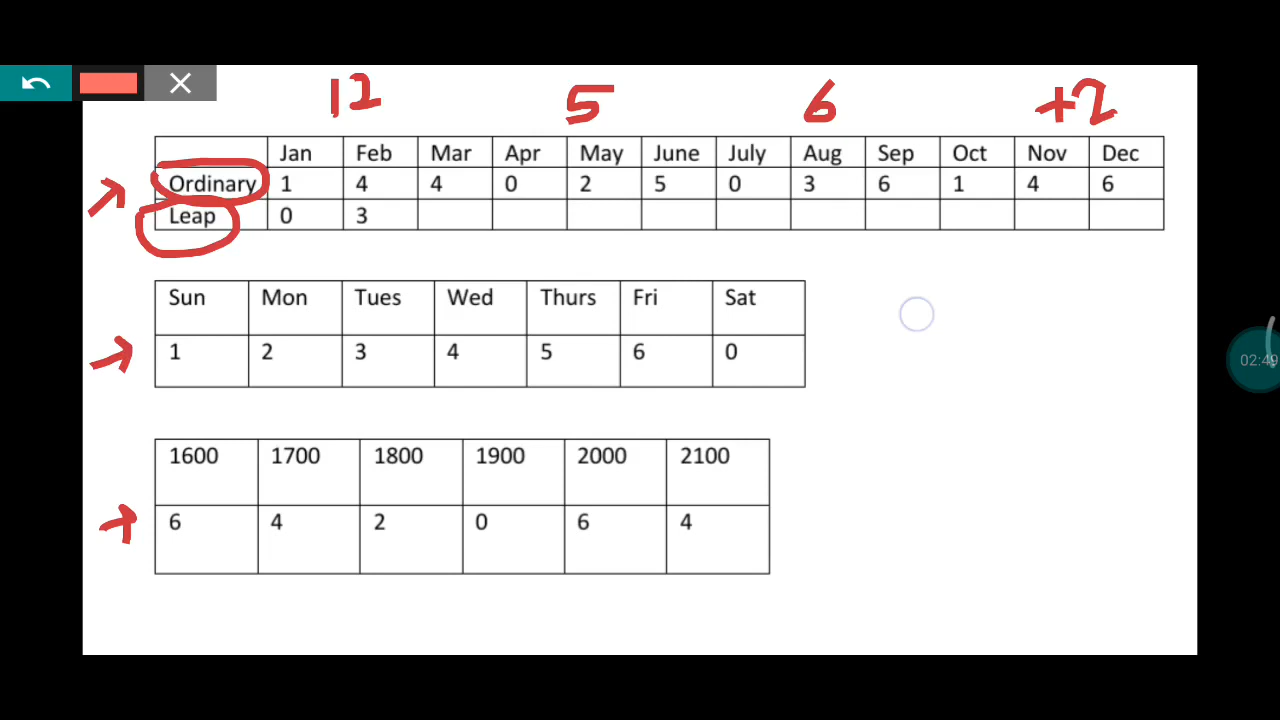 12 5 6 +2
Jan Feb Mar Apr May June July Aug Sep Oct Nov Dec
Ordinary 1 4 4 0 2 5 0 3 6 1 4 6
Leap 0 3
Sun Mon Tues Wed Thurs Fri Sat
1 2 3 4 5 6 0
02:49
1600 1700 1800 1900 2000 2100
6 4 2 0 6 4